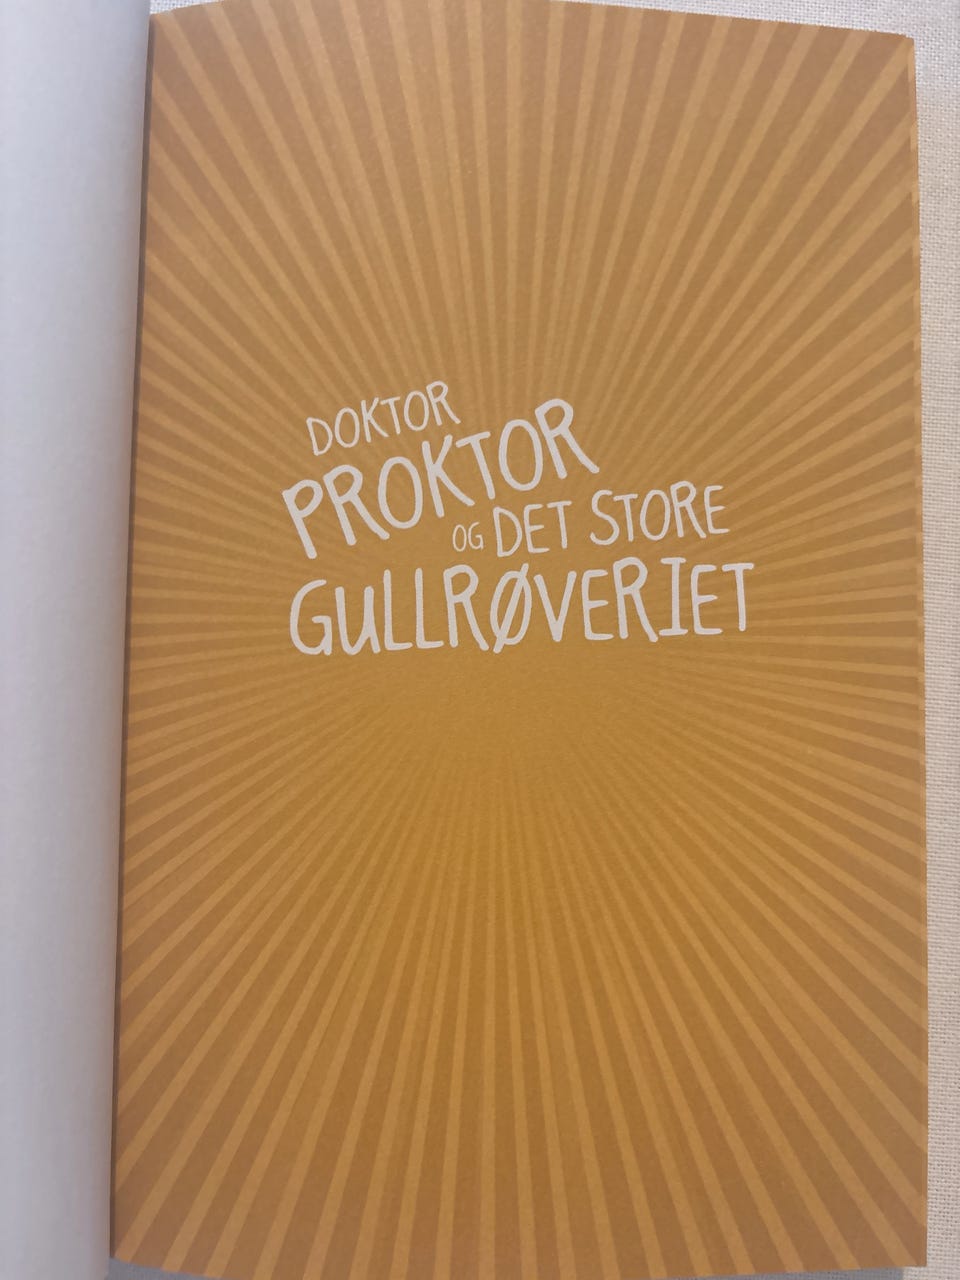 DOKTOR
PROKTOR
OG DET STORE
GULLRØVERIET